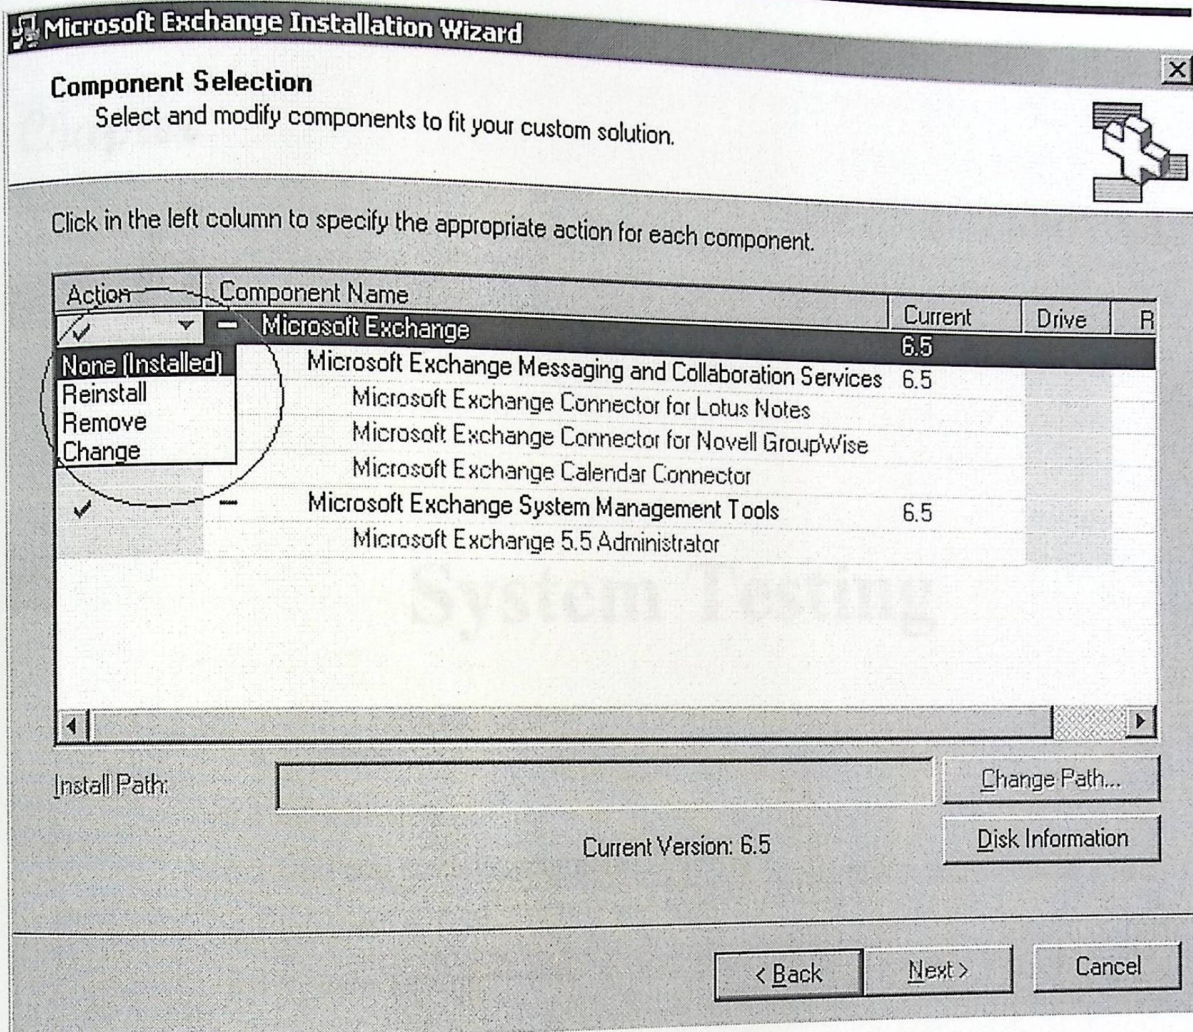 Microsoft Exchange Installation Wizard
Component Selection
Select and modify components to fit your custom solution.
Click in the left column to specify the appropriate action for each component.
Action Component Name Current Drive R
Microsoft Exchange 6.5
None (Installed)
Reinstall
Remove
Change
Microsoft Exchange Messaging and Collaboration Services 6.5
Microsoft Exchange Connector for Lotus Notes
Microsoft Exchange Connector for Novell GroupWise
Microsoft Exchange Calendar Connector
Microsoft Exchange System Management Tools 6.5
Microsoft Exchange 5.5 Administrator
System Testing
Install Path:
Change Path...
Current Version: 6.5
Disk Information
< Back Next > Cancel